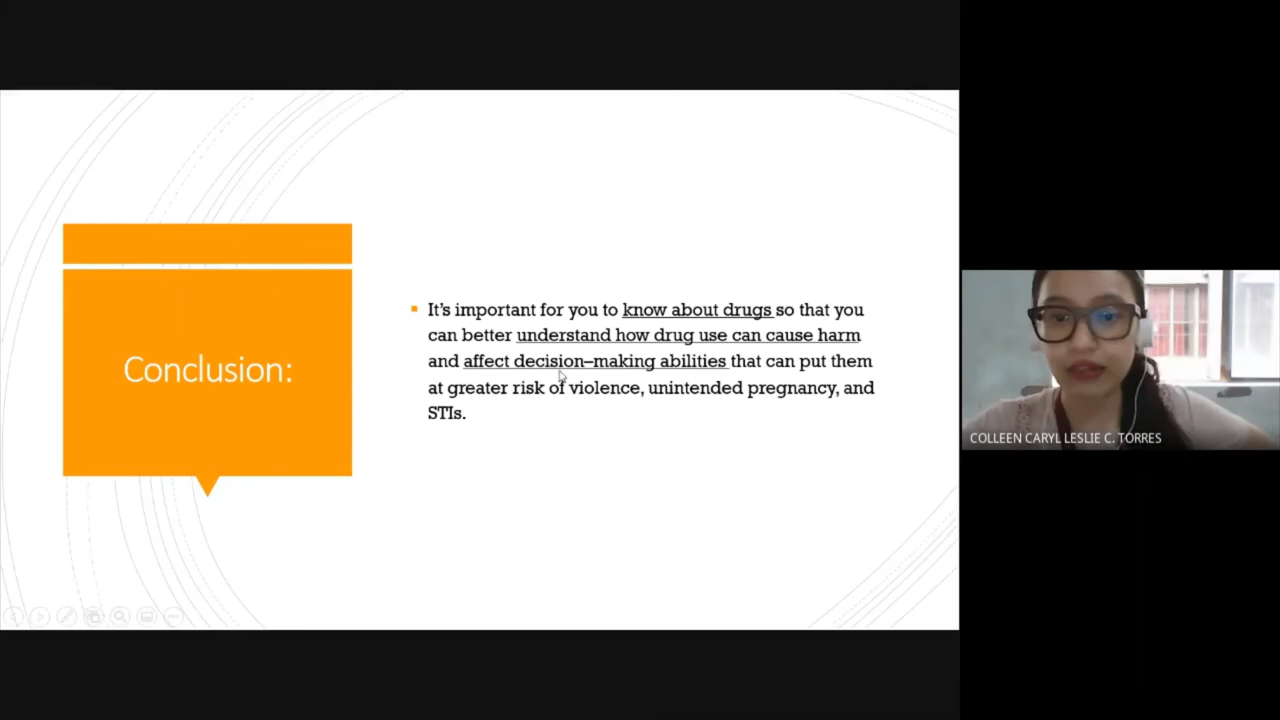 Conclusion:
It's important for you to know about drugs so that you
can better understand how drug use can cause harm
and affect decision–making abilities that can put them
at greater risk of violence, unintended pregnancy, and
STIs.
COLLEEN CARYL LESLIE C. TORRES